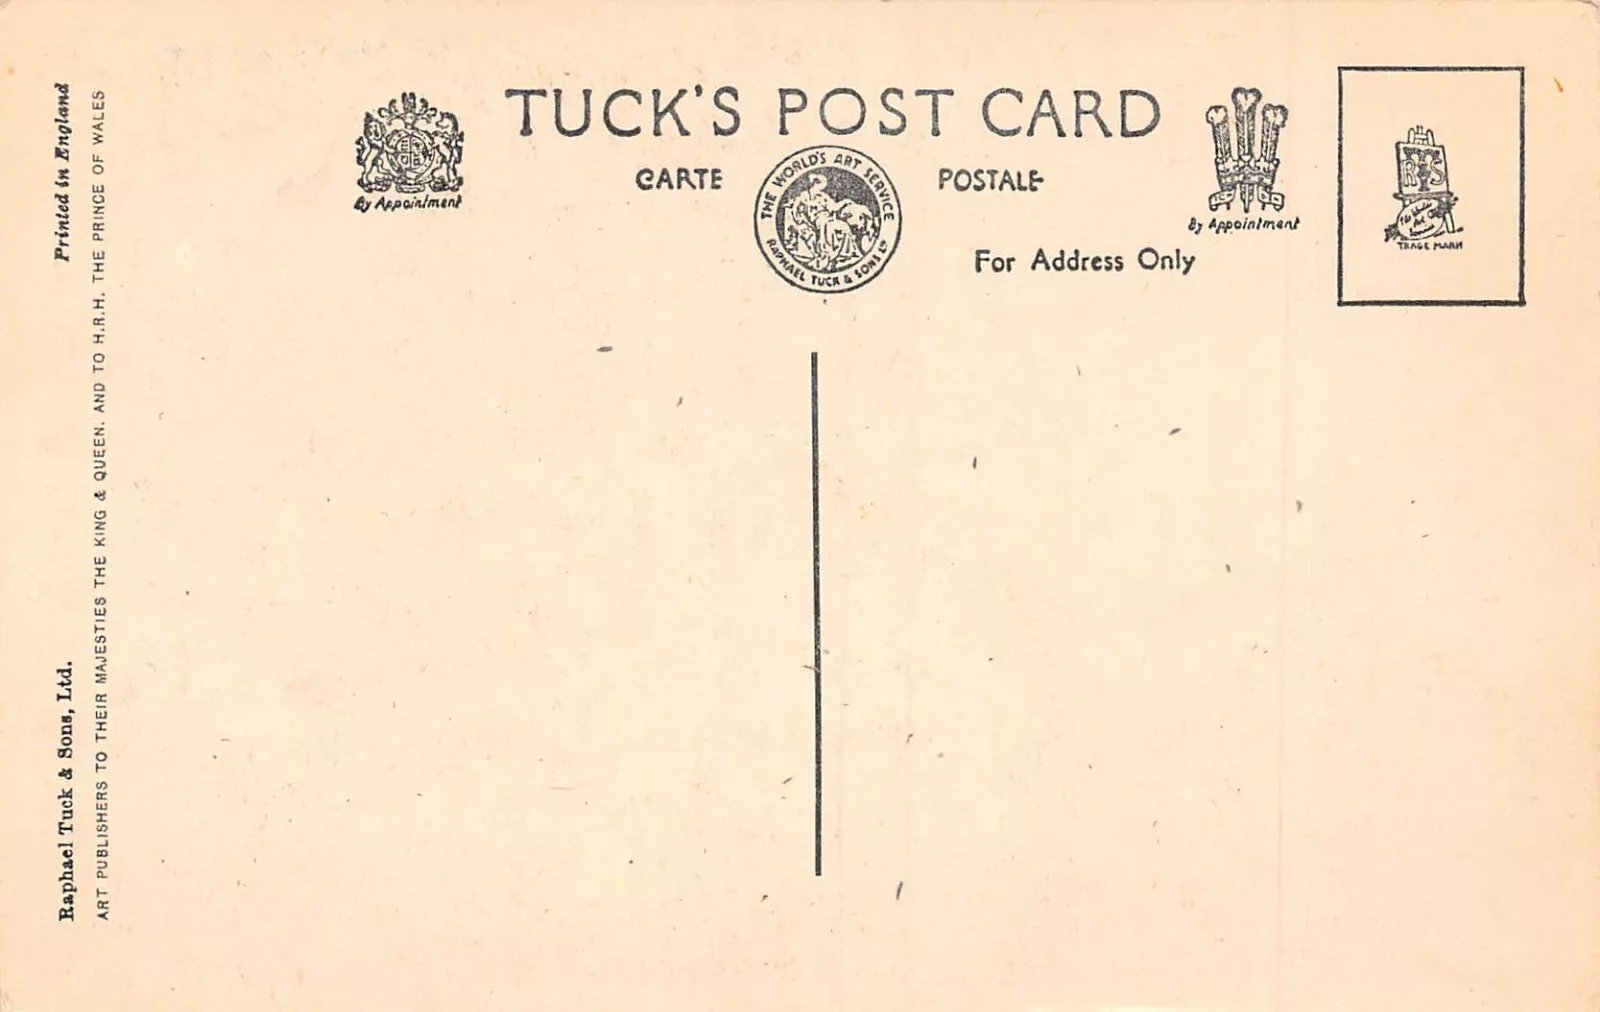 TUCK'S POST CARD
CARTE POSTALE
By Appointment
THE WORLD'S ART SERVICE
RAPHAEL TUCK & SONS LTD
By Appointment
For Address Only
R T S
TRADE MARK
Raphael Tuck & Sons, Ltd. Printed in England
ART PUBLISHERS TO THEIR MAJESTIES THE KING & QUEEN, AND TO H.R.H. THE PRINCE OF WALES